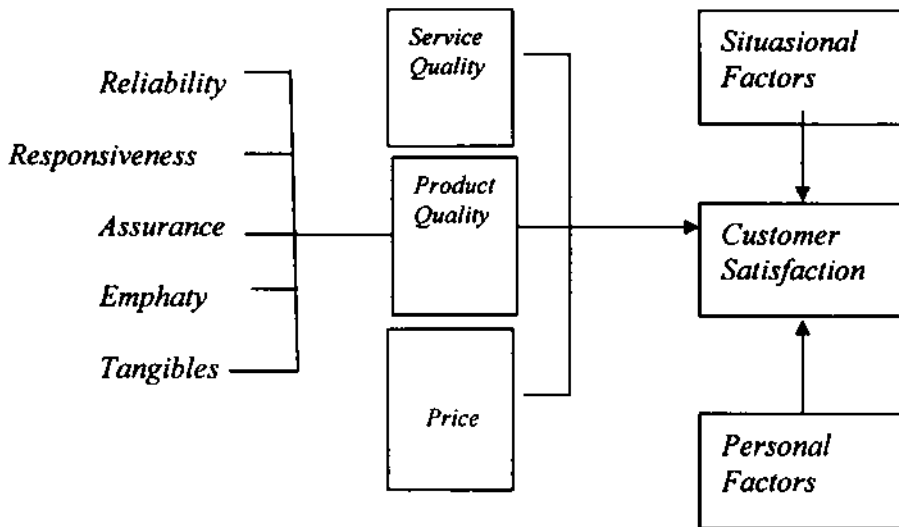 Reliability
Responsiveness
Assurance
Emphaty
Tangibles
Service
Quality
Product
Quality
Price
Situasional
Factors
Customer
Satisfaction
Personal
Factors